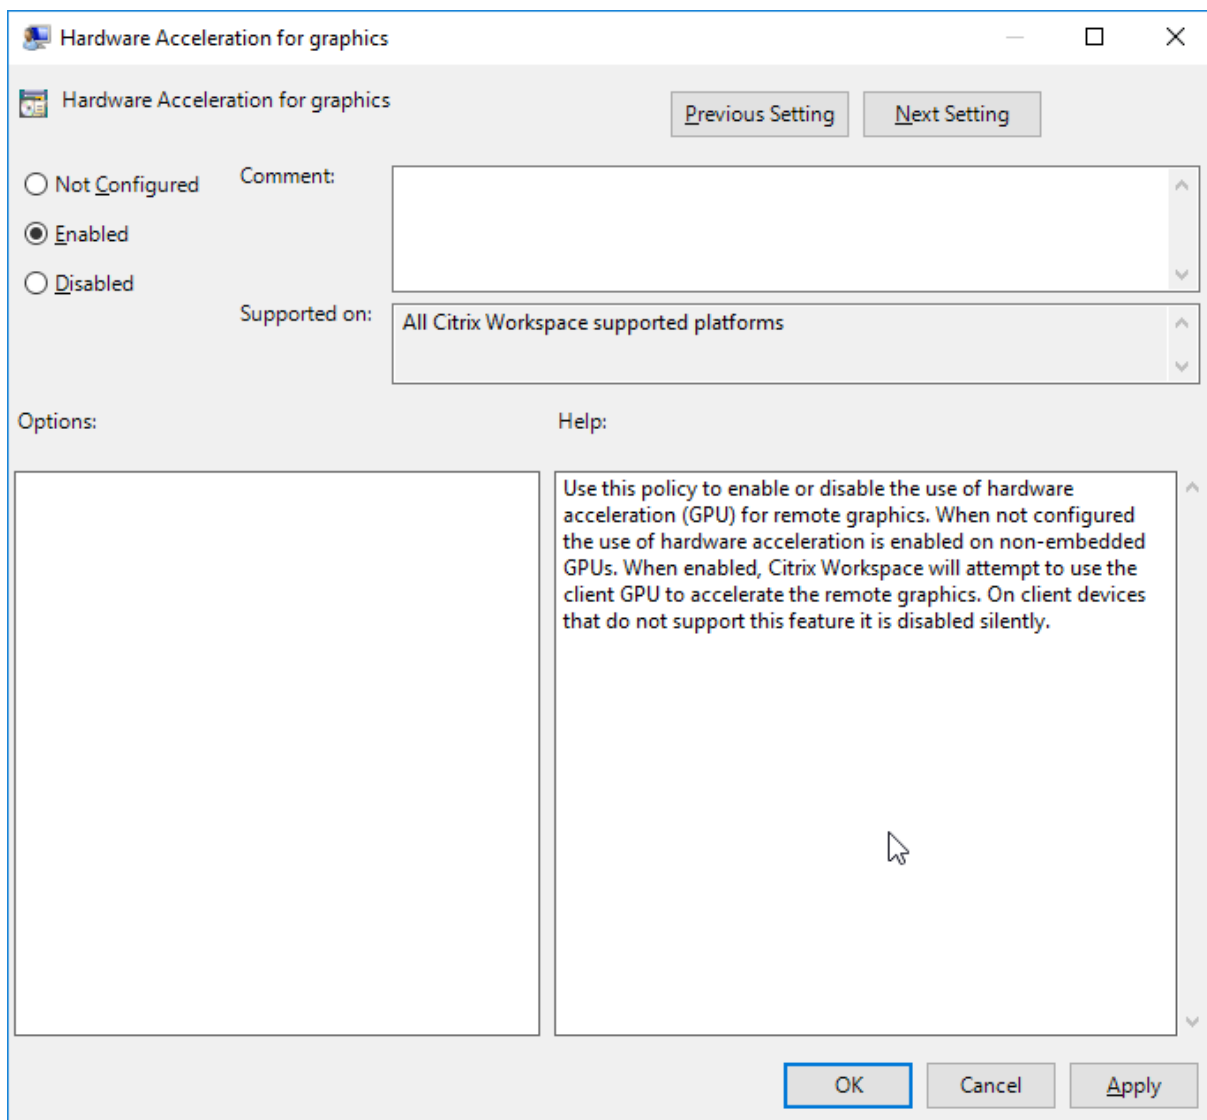 Hardware Acceleration for graphics
Hardware Acceleration for graphics
Previous Setting
Next Setting
Not Configured
Comment:
Enabled
Disabled
Supported on:
All Citrix Workspace supported platforms
Options:
Help:
Use this policy to enable or disable the use of hardware
acceleration (GPU) for remote graphics. When not configured
the use of hardware acceleration is enabled on non-embedded
GPUs. When enabled, Citrix Workspace will attempt to use the
client GPU to accelerate the remote graphics. On client devices
that do not support this feature it is disabled silently.
OK
Cancel
Apply